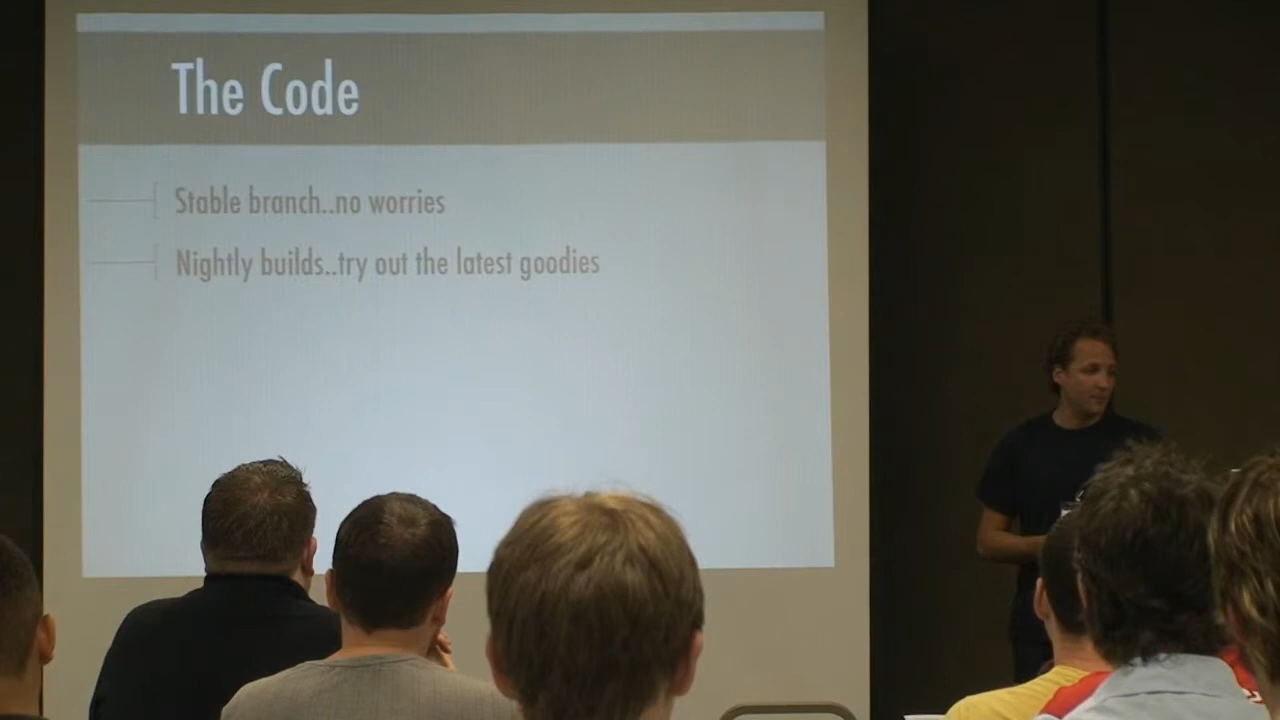 The Code
Stable branch..no worries
Nightly builds..try out the latest goodies